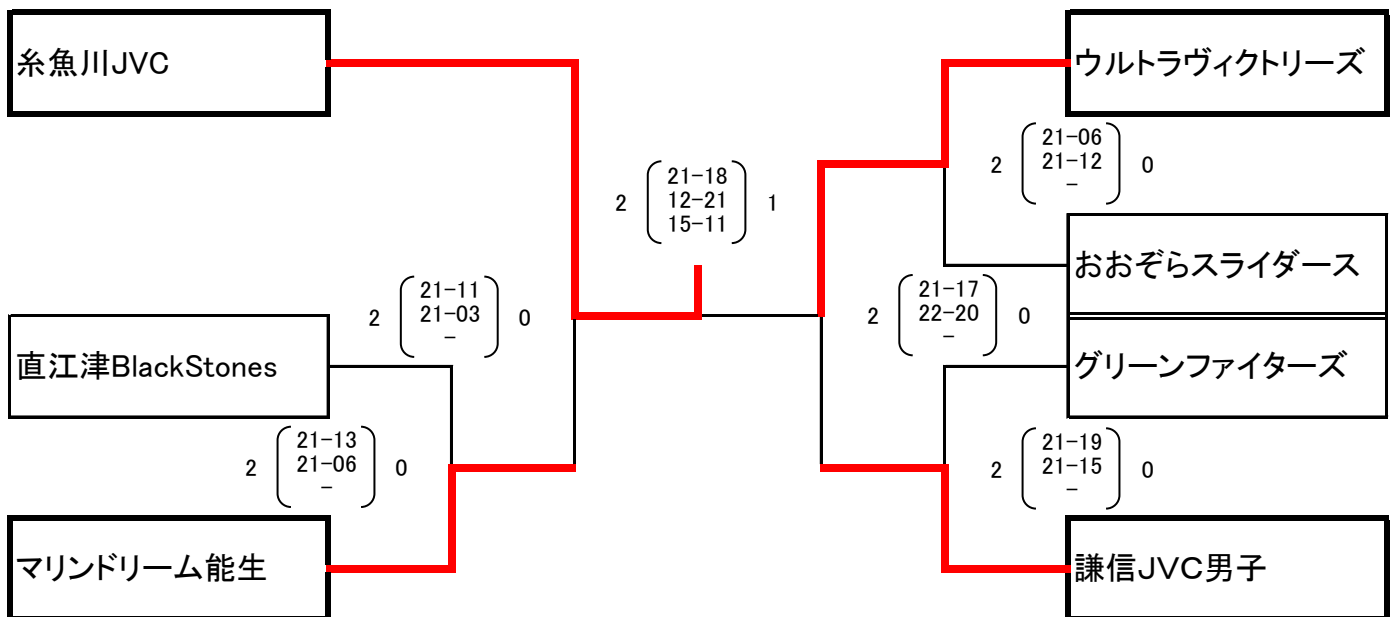 糸魚川JVC
ウルトラヴィクトリーズ
2 21-06 0
21-12
-
2 21-18 1
12-21
15-11
おおぞらスライダース
2 21-11 0
21-03
-
2 21-17 0
22-20
-
直江津BlackStones
グリーンファイターズ
2 21-13 0
21-06
-
2 21-19 0
21-15
-
マリンドリーム能生
謙信JVC男子